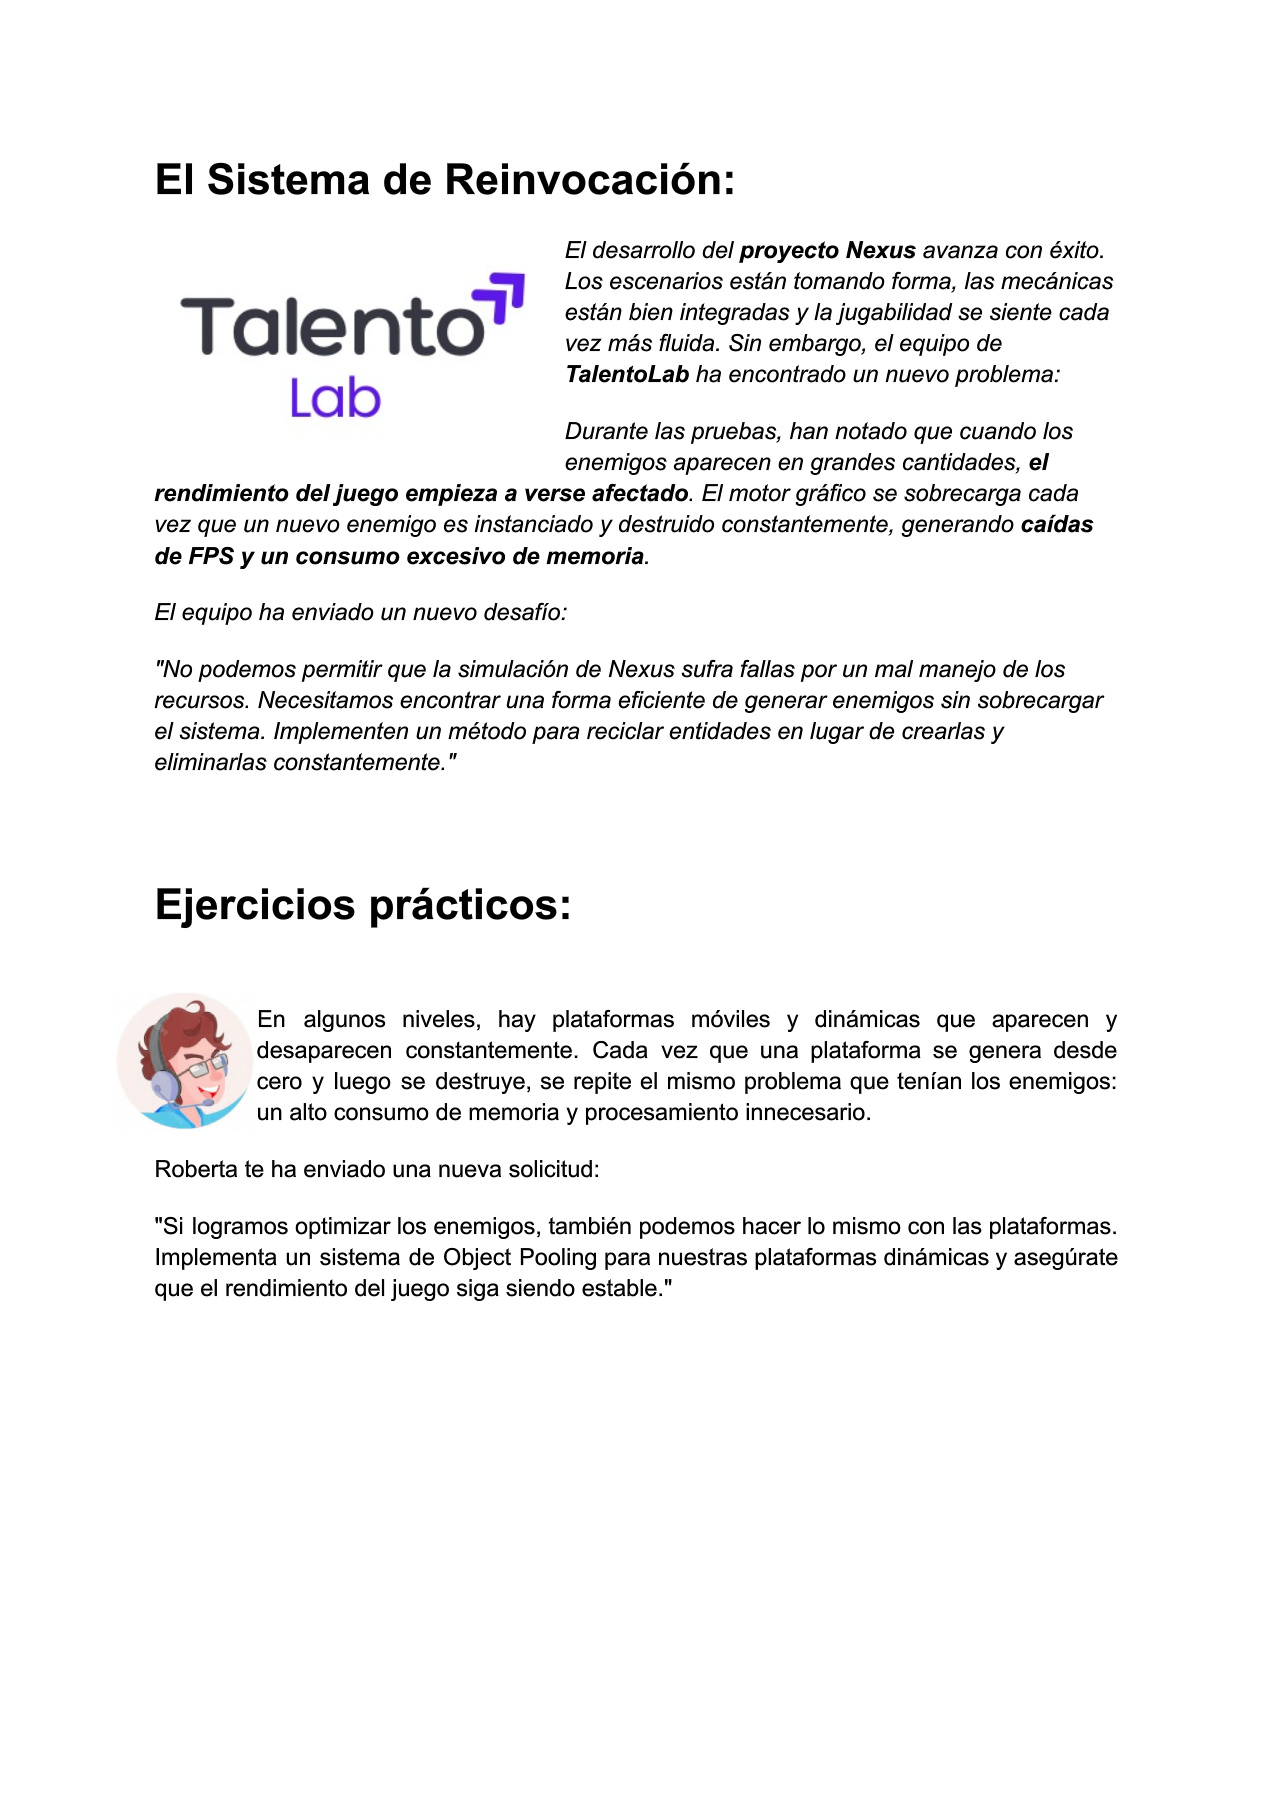 El Sistema de Reinvocación:
Talento
Lab
El desarrollo del proyecto Nexus avanza con éxito.
Los escenarios están tomando forma, las mecánicas
están bien integradas y la jugabilidad se siente cada
vez más fluida. Sin embargo, el equipo de
TalentoLab ha encontrado un nuevo problema:
Durante las pruebas, han notado que cuando los
enemigos aparecen en grandes cantidades, el
rendimiento del juego empieza a verse afectado. El motor gráfico se sobrecarga cada
vez que un nuevo enemigo es instanciado y destruido constantemente, generando caídas
de FPS y un consumo excesivo de memoria.
El equipo ha enviado un nuevo desafío:
"No podemos permitir que la simulación de Nexus sufra fallas por un mal manejo de los
recursos. Necesitamos encontrar una forma eficiente de generar enemigos sin sobrecargar
el sistema. Implementen un método para reciclar entidades en lugar de crearlas y
eliminarlas constantemente."
Ejercicios prácticos:
En algunos niveles, hay plataformas móviles y dinámicas que aparecen y
desaparecen constantemente. Cada vez que una plataforma se genera desde
cero y luego se destruye, se repite el mismo problema que tenían los enemigos:
un alto consumo de memoria y procesamiento innecesario.
Roberta te ha enviado una nueva solicitud:
"Si logramos optimizar los enemigos, también podemos hacer lo mismo con las plataformas.
Implementa un sistema de Object Pooling para nuestras plataformas dinámicas y asegúrate
que el rendimiento del juego siga siendo estable."